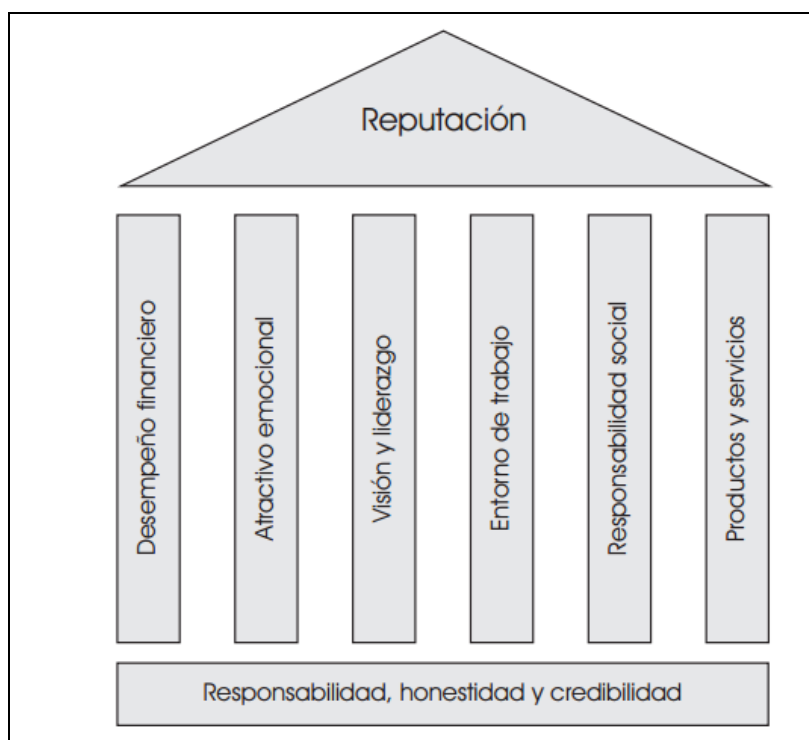 Reputación
Desempeño financiero
Atractivo emocional
Visión y liderazgo
Entorno de trabajo
Responsabilidad social
Productos y servicios
Responsabilidad, honestidad y credibilidad